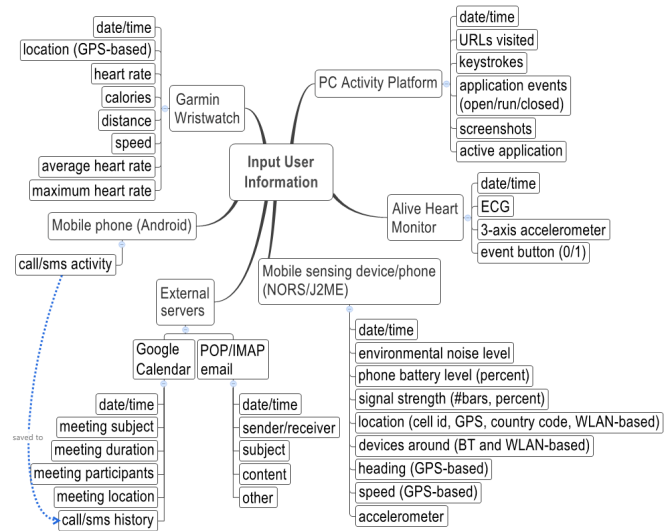 date/time
location (GPS-based)
heart rate
calories
distance
speed
average heart rate
maximum heart rate
Garmin
Wristwatch
Input User
Information
PC Activity Platform
date/time
URLs visited
keystrokes
application events
(open/run/closed)
screenshots
active application
Alive Heart
Monitor
date/time
ECG
3-axis accelerometer
event button (0/1)
Mobile phone (Android)
call/sms activity
saved to
External
servers
Google
Calendar
date/time
meeting subject
meeting duration
meeting participants
meeting location
call/sms history
POP/IMAP
email
date/time
sender/receiver
subject
content
other
Mobile sensing device/phone
(NORS/J2ME)
date/time
environmental noise level
phone battery level (percent)
signal strength (#bars, percent)
location (cell id, GPS, country code, WLAN-based)
devices around (BT and WLAN-based)
heading (GPS-based)
speed (GPS-based)
accelerometer